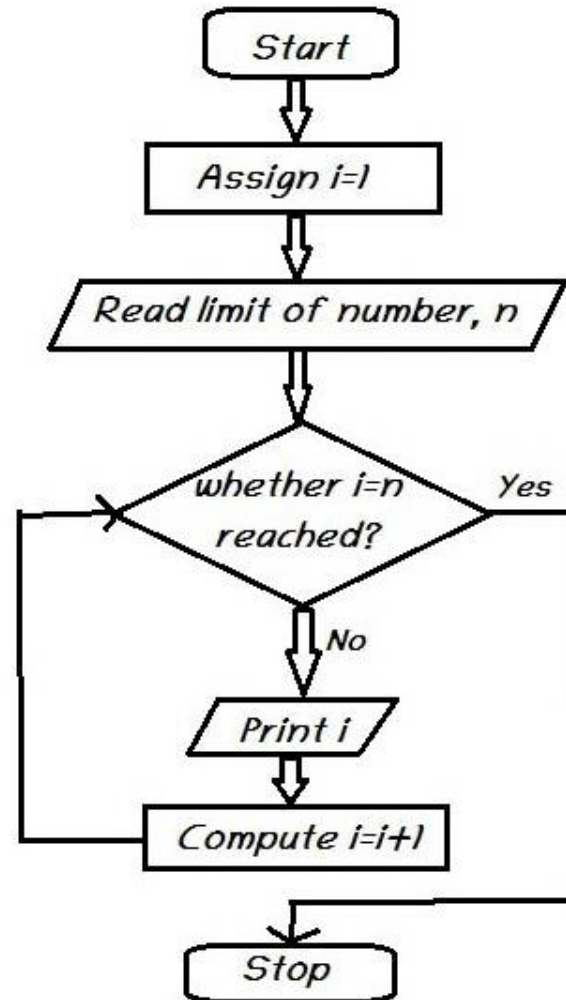 Start
Assign i=1
Read limit of number, n
whether i=n
reached?
Yes
No
Print i
Compute i=i+1
Stop